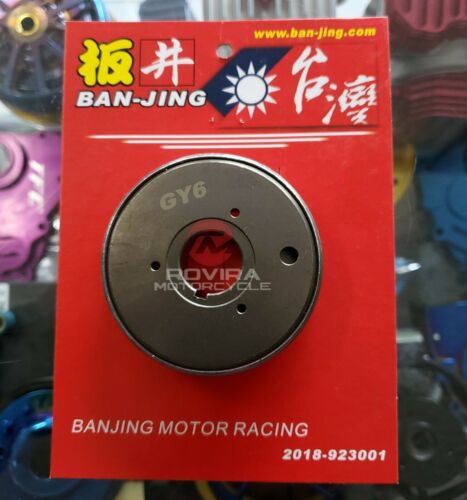 www.ban-jing.com
板井
BAN-JING
台灣
GY6
ROVIRA
MOTORCYCLE
BANJING MOTOR RACING
2018-923001